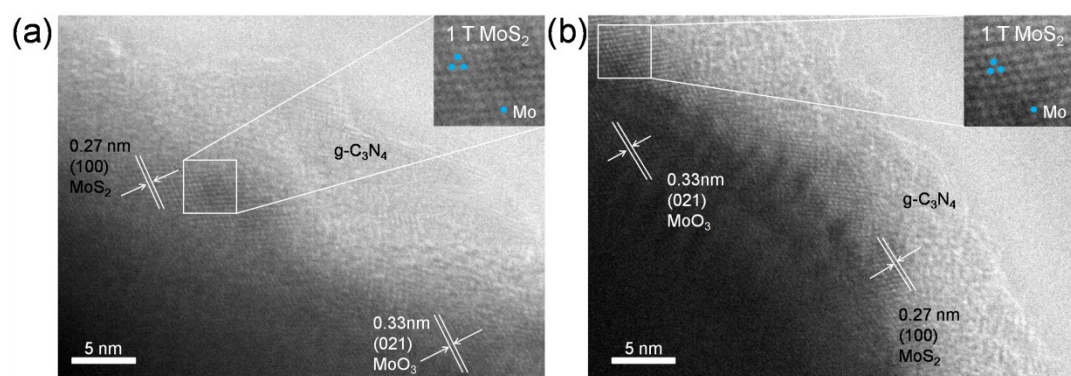 (a)
1 T MoS₂
Mo
0.27 nm
(100)
MoS₂
g-C₃N₄
0.33nm
(021)
MoO₃
5 nm
(b)
1 T MoS₂
Mo
0.33nm
(021)
MoO₃
g-C₃N₄
0.27 nm
(100)
MoS₂
5 nm